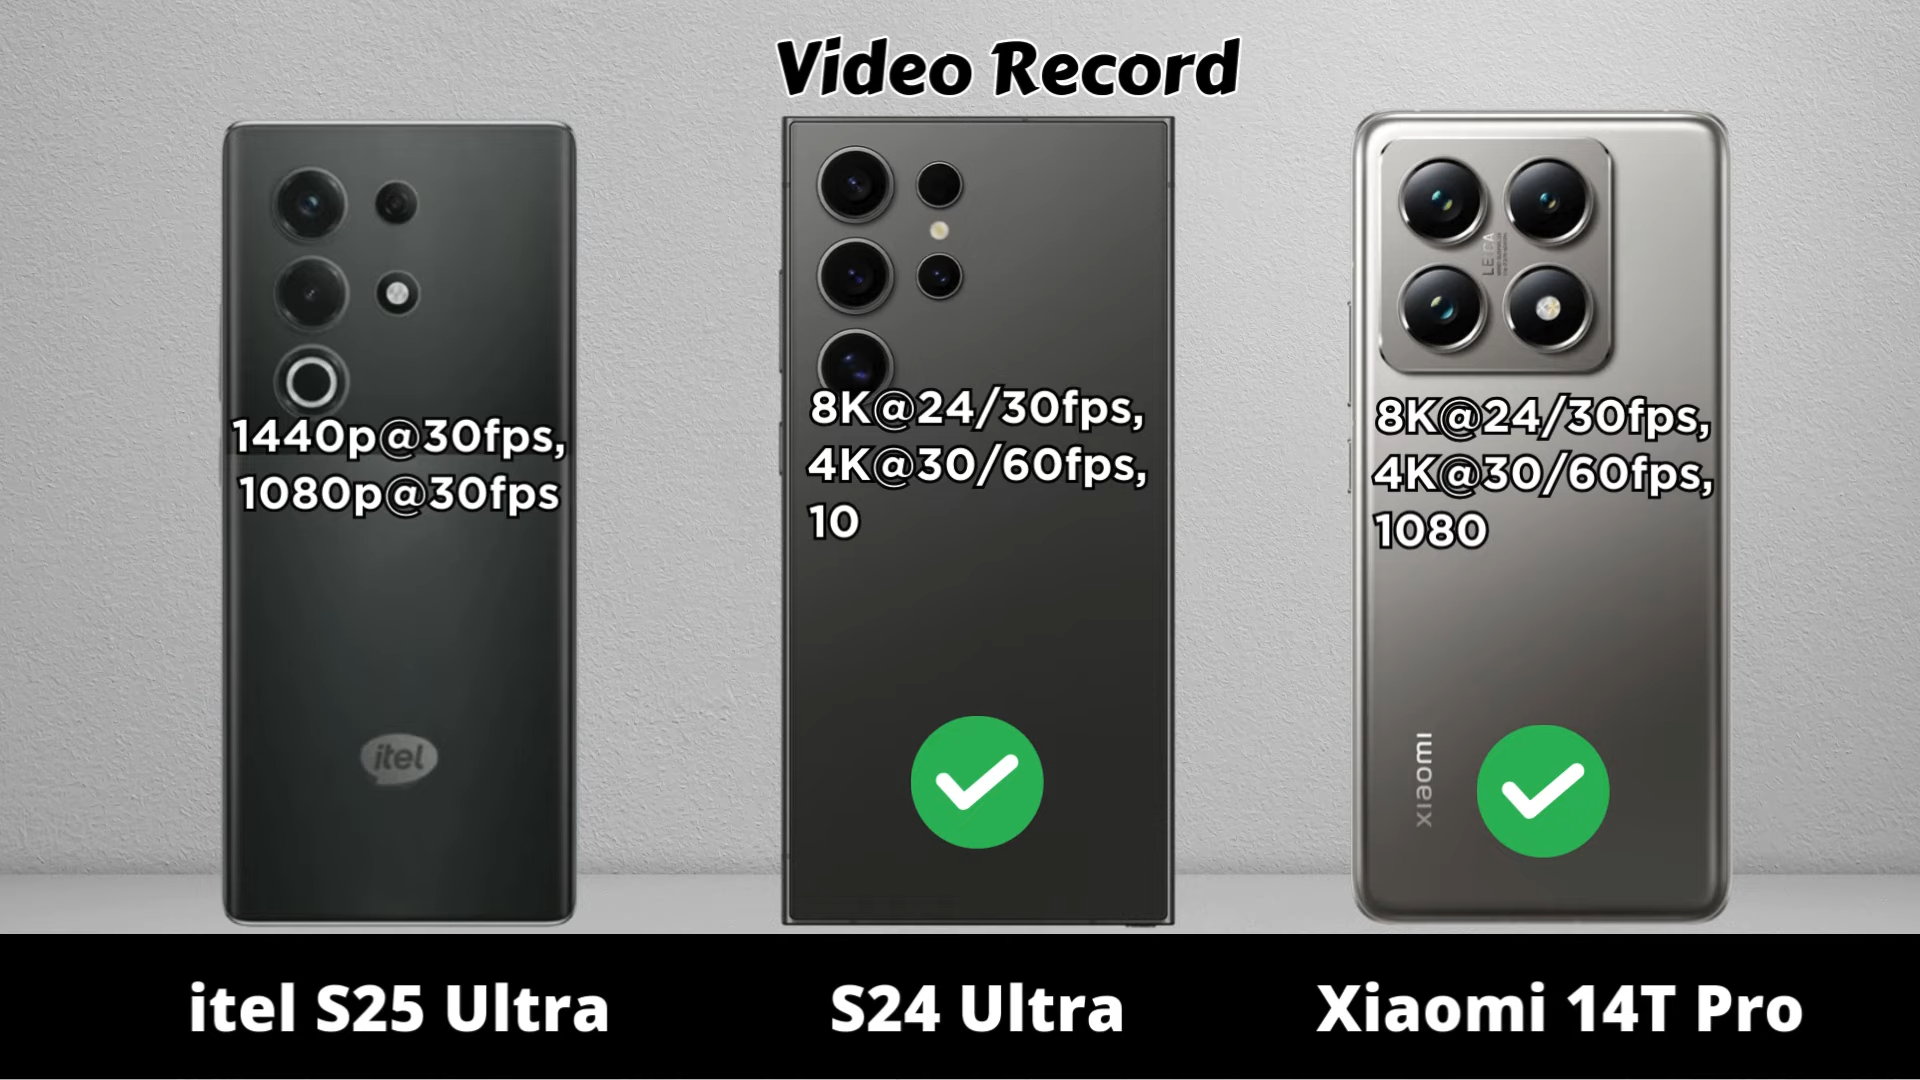 Video Record
LEICA
1440p@30fps,
1080p@30fps
8K@24/30fps,
4K@30/60fps,
10
8K@24/30fps,
4K@30/60fps,
1080
itel
xiaomi
itel S25 Ultra
S24 Ultra
Xiaomi 14T Pro